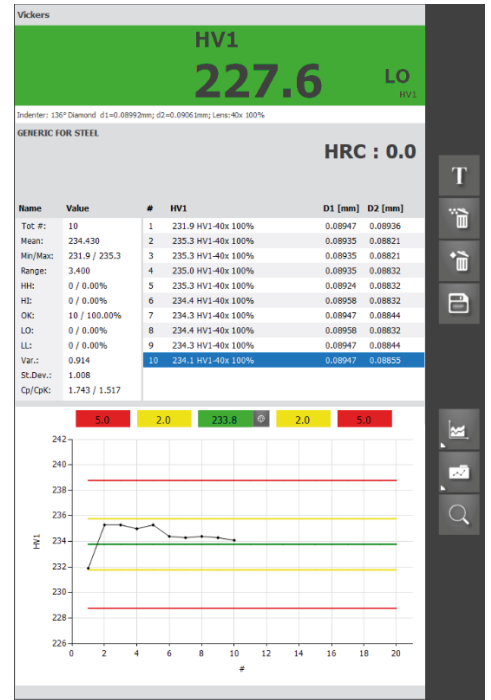 Vickers
HV1
227.6
LO
HV1
Indenter: 136° Diamond d1=0.08992mm; d2=0.09061mm; Lens:40x 100%
GENERIC FOR STEEL
HRC : 0.0
Name Value # HV1 D1 [mm] D2 [mm]
Tot #: 10 1 231.9 HV1-40x 100% 0.08947 0.08936
Mean: 234.430 2 235.3 HV1-40x 100% 0.08935 0.08821
Min/Max: 231.9 / 235.3 3 235.3 HV1-40x 100% 0.08935 0.08821
Range: 3.400 4 235.0 HV1-40x 100% 0.08935 0.08832
HH: 0 / 0.00% 5 235.3 HV1-40x 100% 0.08924 0.08832
HI: 0 / 0.00% 6 234.4 HV1-40x 100% 0.08958 0.08832
OK: 10 / 100.00% 7 234.3 HV1-40x 100% 0.08947 0.08844
LO: 0 / 0.00% 8 234.4 HV1-40x 100% 0.08958 0.08832
LL: 0 / 0.00% 9 234.3 HV1-40x 100% 0.08947 0.08844
Var.: 0.914 10 234.1 HV1-40x 100% 0.08947 0.08855
St.Dev.: 1.008
Cp/CpK: 1.743 / 1.517
5.0 2.0 233.8 2.0 5.0
242
240
238
236
234
232
230
228
226
HV1
0 2 4 6 8 10 12 14 16 18 20
#
T